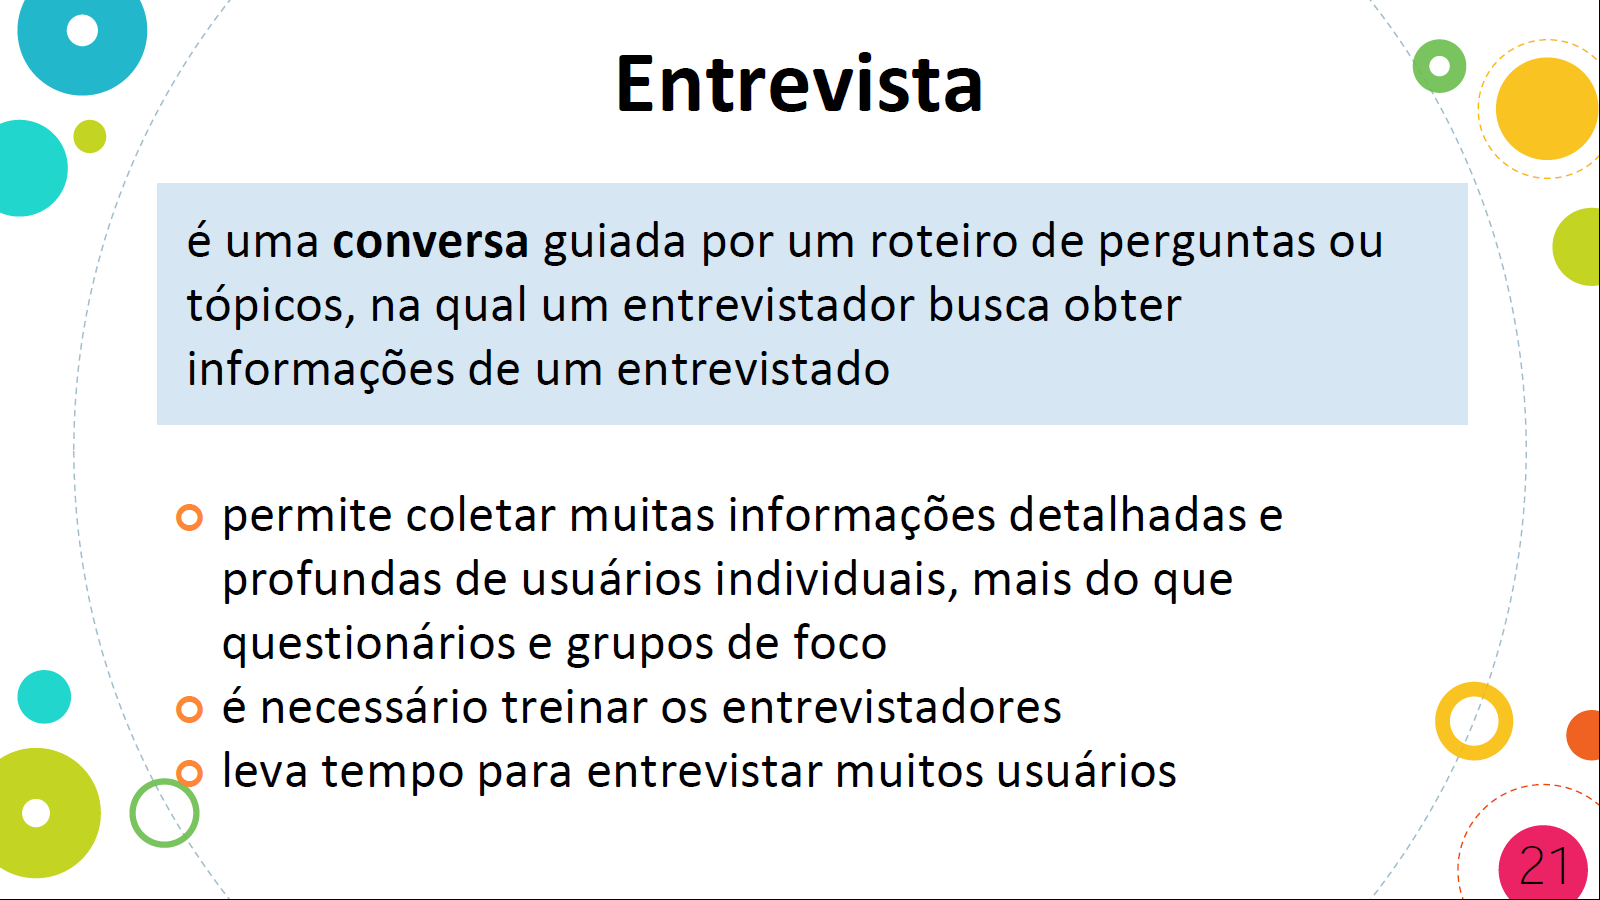 Entrevista
é uma conversa guiada por um roteiro de perguntas ou
tópicos, na qual um entrevistador busca obter
informações de um entrevistado
permite coletar muitas informações detalhadas e
profundas de usuários individuais, mais do que
questionários e grupos de foco
é necessário treinar os entrevistadores
leva tempo para entrevistar muitos usuários
21